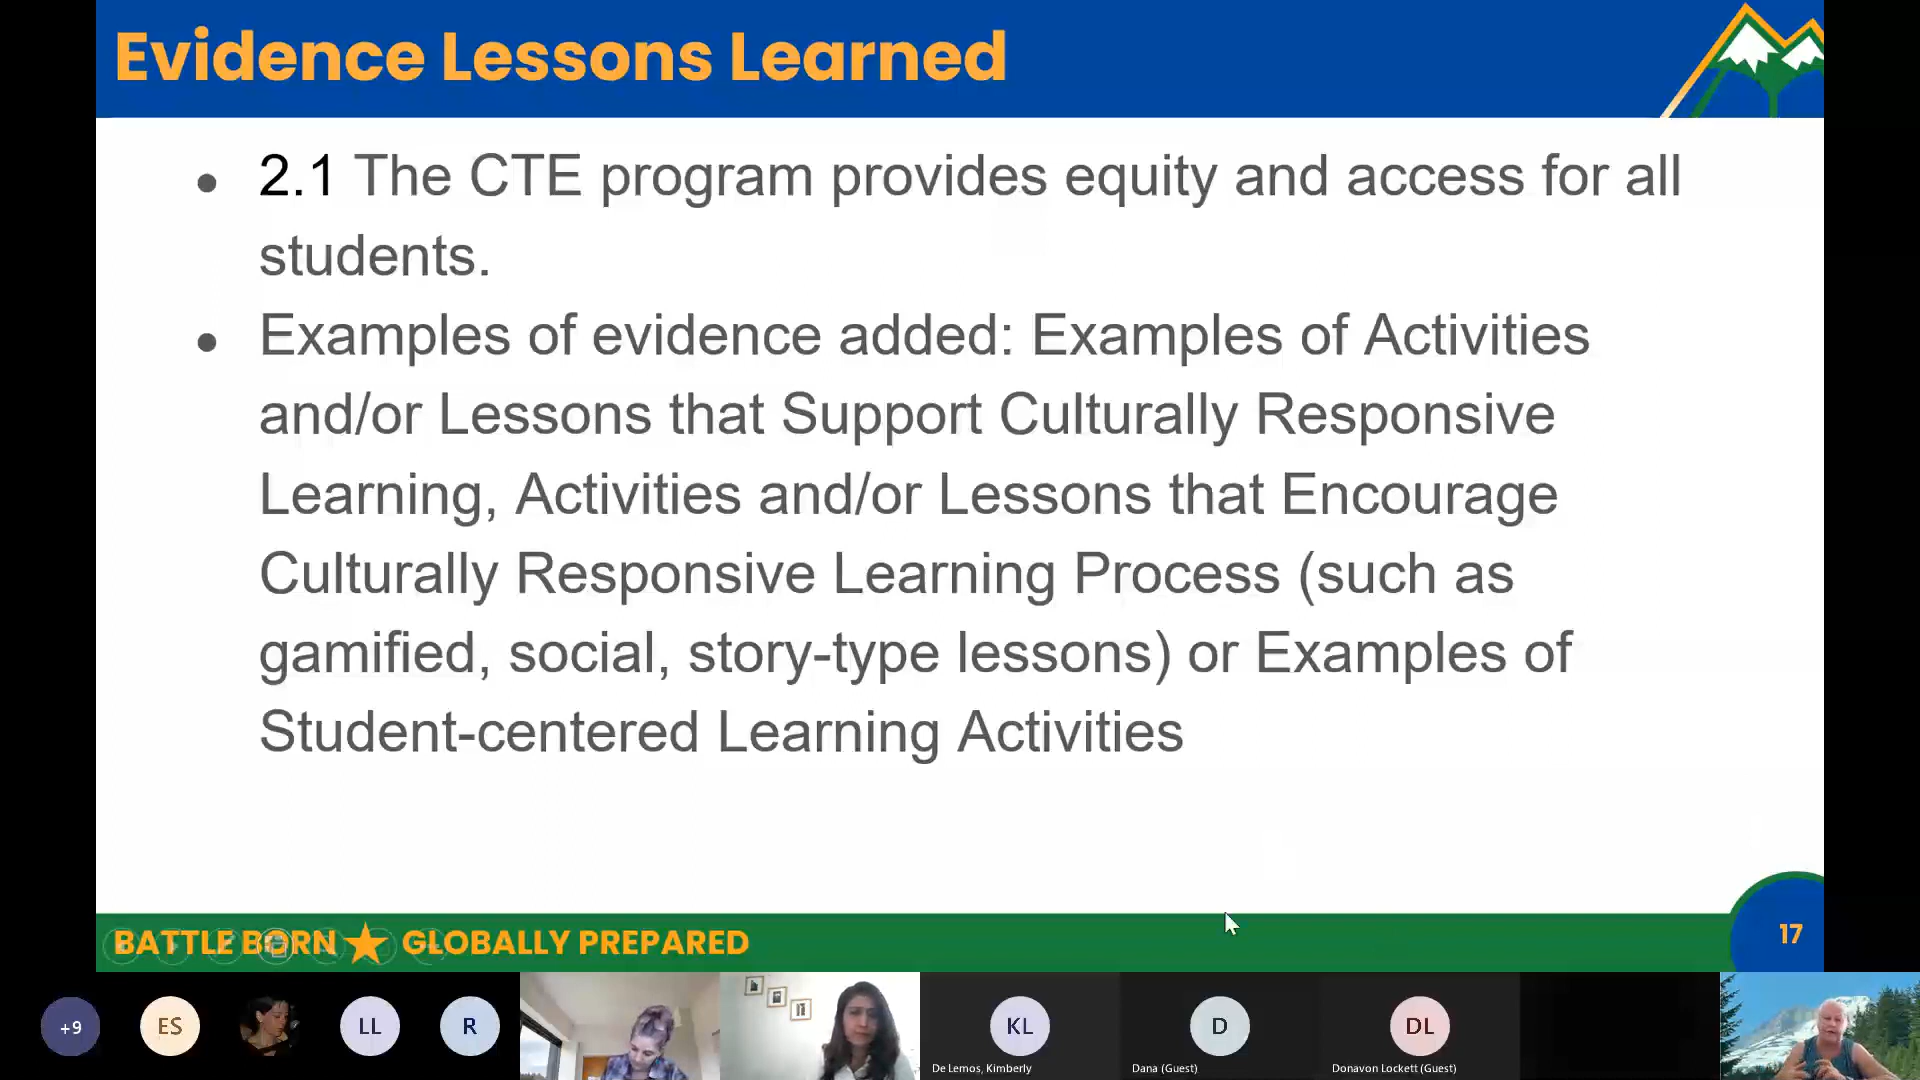 Evidence Lessons Learned
• 2.1 The CTE program provides equity and access for all
students.
• Examples of evidence added: Examples of Activities
and/or Lessons that Support Culturally Responsive
Learning, Activities and/or Lessons that Encourage
Culturally Responsive Learning Process (such as
gamified, social, story-type lessons) or Examples of
Student-centered Learning Activities
BATTLE BORN ★ GLOBALLY PREPARED
17
+9
ES
LL
R
KL
De Lemos, Kimberly
D
Dana (Guest)
DL
Donavon Lockett (Guest)